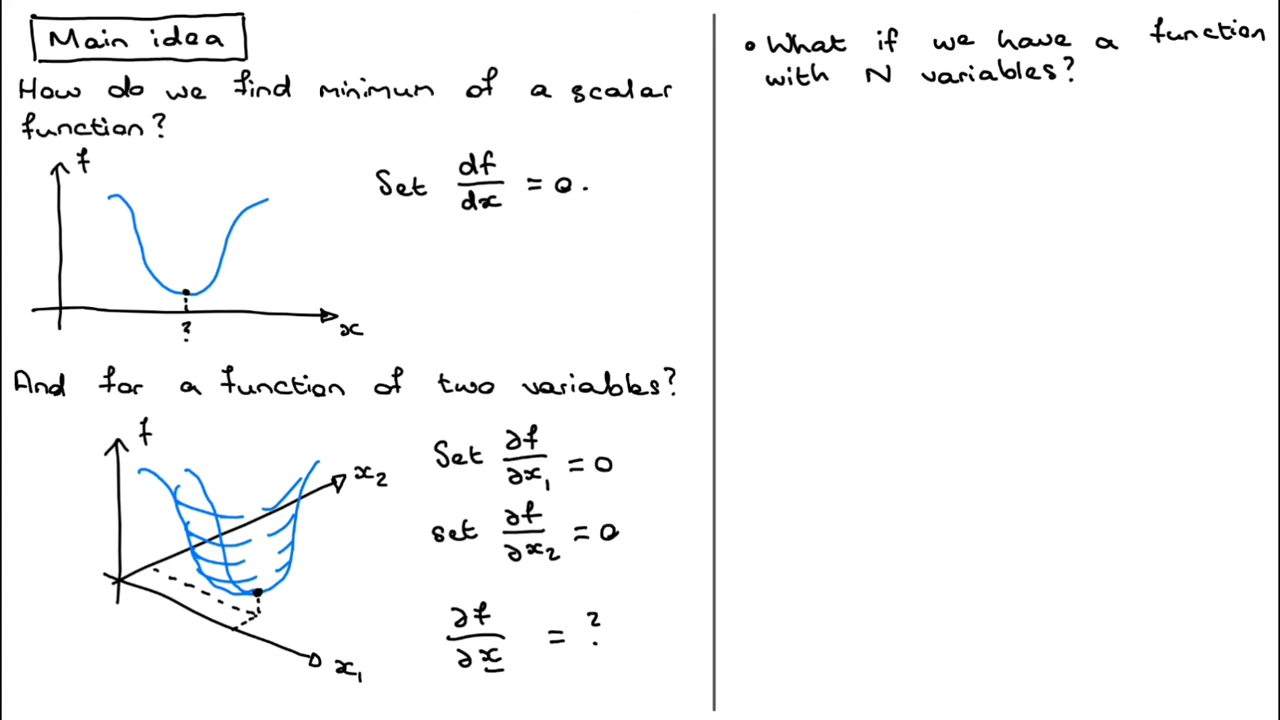 Main idea
How do we find minimum of a scalar
function?
f
Set df/dx = 0.
?
x
And for a function of two variables?
f
x₂
x₁
Set ∂f/∂x₁ = 0
set ∂f/∂x₂ = 0
∂f/∂x̲ = ?
• What if we have a function
with N variables?